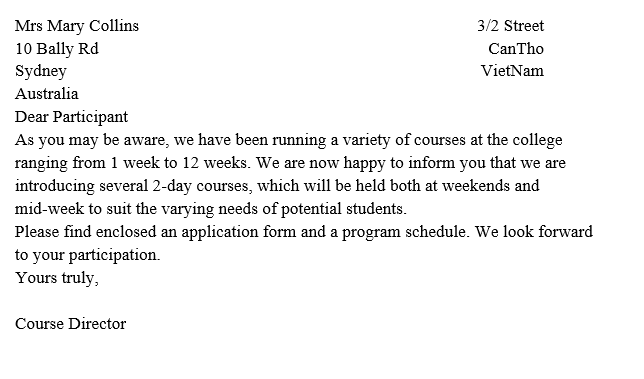 Mrs Mary Collins 3/2 Street
10 Bally Rd CanTho
Sydney VietNam
Australia
Dear Participant
As you may be aware, we have been running a variety of courses at the college
ranging from 1 week to 12 weeks. We are now happy to inform you that we are
introducing several 2-day courses, which will be held both at weekends and
mid-week to suit the varying needs of potential students.
Please find enclosed an application form and a program schedule. We look forward
to your participation.
Yours truly,
Course Director